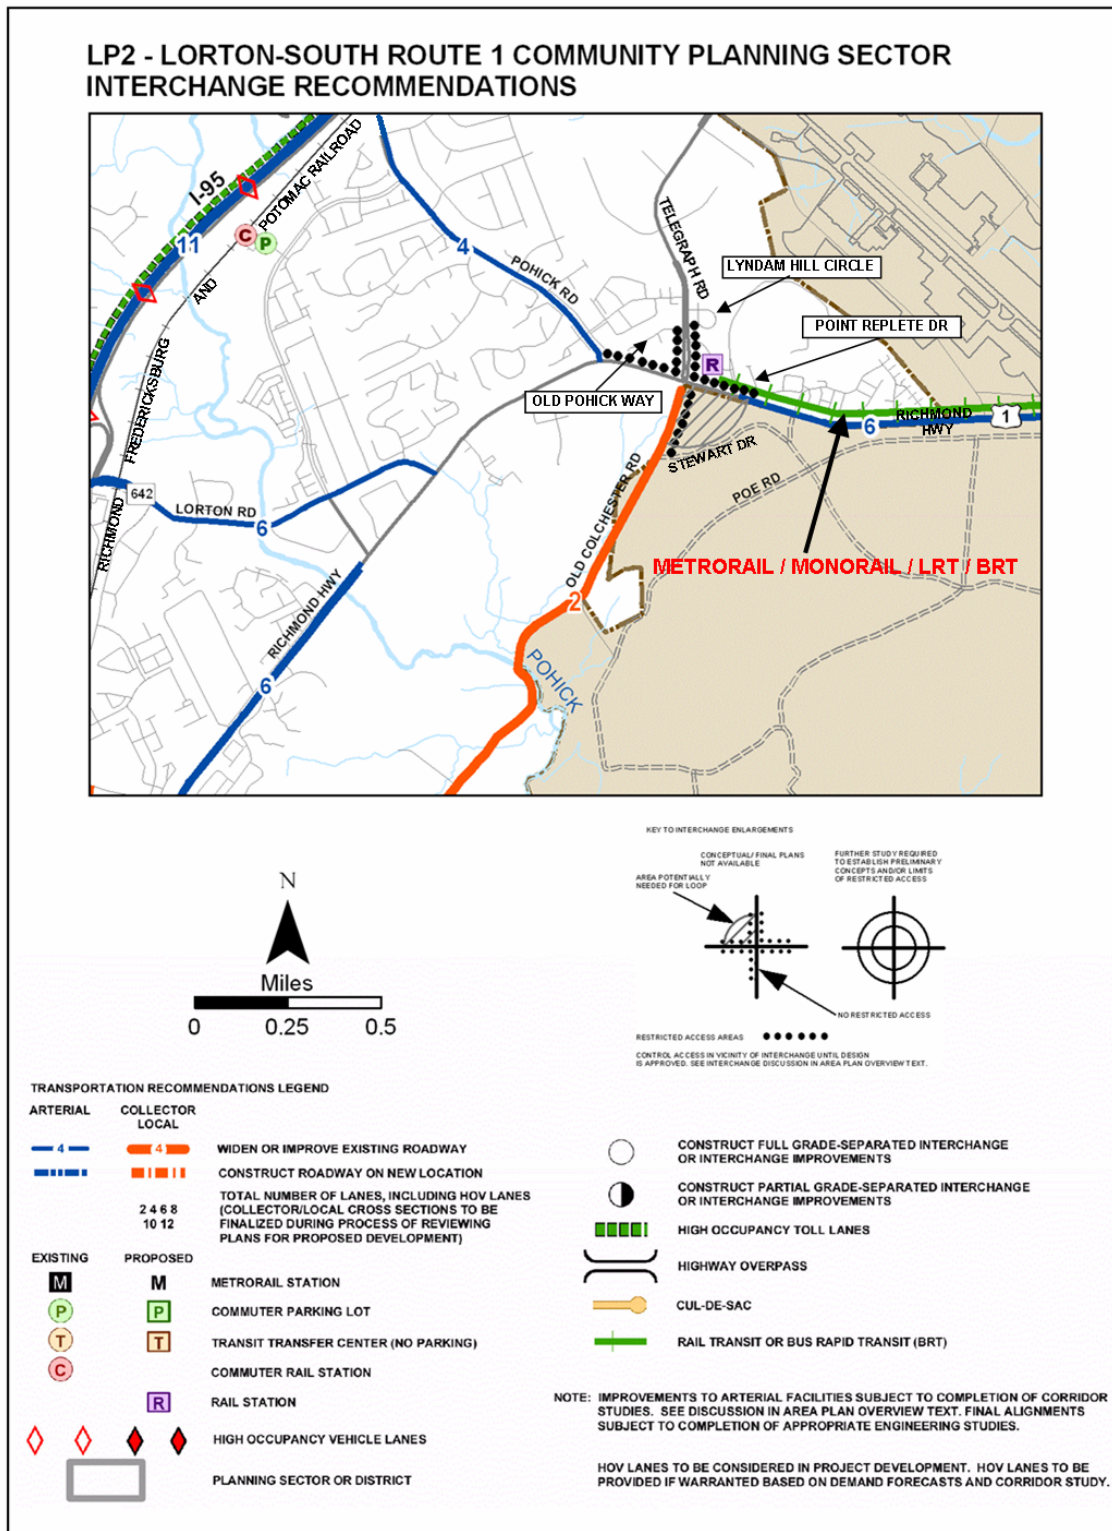 LP2 - LORTON-SOUTH ROUTE 1 COMMUNITY PLANNING SECTOR
INTERCHANGE RECOMMENDATIONS
I-95
POTOMAC RAILROAD
C
P
11
AND
FREDERICKSBURG
RICHMOND
4
POHICK RD
TELEGRAPH RD
LYNDAM HILL CIRCLE
POINT REPLETE DR
R
OLD POHICK WAY
RICHMOND
HWY
1
6
STEWART DR
POE RD
642
LORTON RD
6
OLD COLCHESTER RD
METRORAIL / MONORAIL / LRT / BRT
2
RICHMOND HWY
6
POHICK
KEY TO INTERCHANGE ENLARGEMENTS
CONCEPTUAL/ FINAL PLANS
NOT AVAILABLE
FURTHER STUDY REQUIRED
TO ESTABLISH PRELIMINARY
CONCEPTS AND/OR LIMITS
OF RESTRICTED ACCESS
AREA POTENTIALLY
NEEDED FOR LOOP
NO RESTRICTED ACCESS
RESTRICTED ACCESS AREAS
CONTROL ACCESS IN VICINITY OF INTERCHANGE UNTIL DESIGN
IS APPROVED. SEE INTERCHANGE DISCUSSION IN AREA PLAN OVERVIEW TEXT.
N
Miles
0 0.25 0.5
TRANSPORTATION RECOMMENDATIONS LEGEND
ARTERIAL
COLLECTOR
LOCAL
4 4 WIDEN OR IMPROVE EXISTING ROADWAY
CONSTRUCT ROADWAY ON NEW LOCATION
2 4 6 8
10 12
TOTAL NUMBER OF LANES, INCLUDING HOV LANES
(COLLECTOR/LOCAL CROSS SECTIONS TO BE
FINALIZED DURING PROCESS OF REVIEWING
PLANS FOR PROPOSED DEVELOPMENT)
EXISTING PROPOSED
M M METRORAIL STATION
P P COMMUTER PARKING LOT
T T TRANSIT TRANSFER CENTER (NO PARKING)
C COMMUTER RAIL STATION
R RAIL STATION
HIGH OCCUPANCY VEHICLE LANES
PLANNING SECTOR OR DISTRICT
CONSTRUCT FULL GRADE-SEPARATED INTERCHANGE
OR INTERCHANGE IMPROVEMENTS
CONSTRUCT PARTIAL GRADE-SEPARATED INTERCHANGE
OR INTERCHANGE IMPROVEMENTS
HIGH OCCUPANCY TOLL LANES
HIGHWAY OVERPASS
CUL-DE-SAC
RAIL TRANSIT OR BUS RAPID TRANSIT (BRT)
NOTE: IMPROVEMENTS TO ARTERIAL FACILITIES SUBJECT TO COMPLETION OF CORRIDOR
STUDIES. SEE DISCUSSION IN AREA PLAN OVERVIEW TEXT. FINAL ALIGNMENTS
SUBJECT TO COMPLETION OF APPROPRIATE ENGINEERING STUDIES.
HOV LANES TO BE CONSIDERED IN PROJECT DEVELOPMENT. HOV LANES TO BE
PROVIDED IF WARRANTED BASED ON DEMAND FORECASTS AND CORRIDOR STUDY.